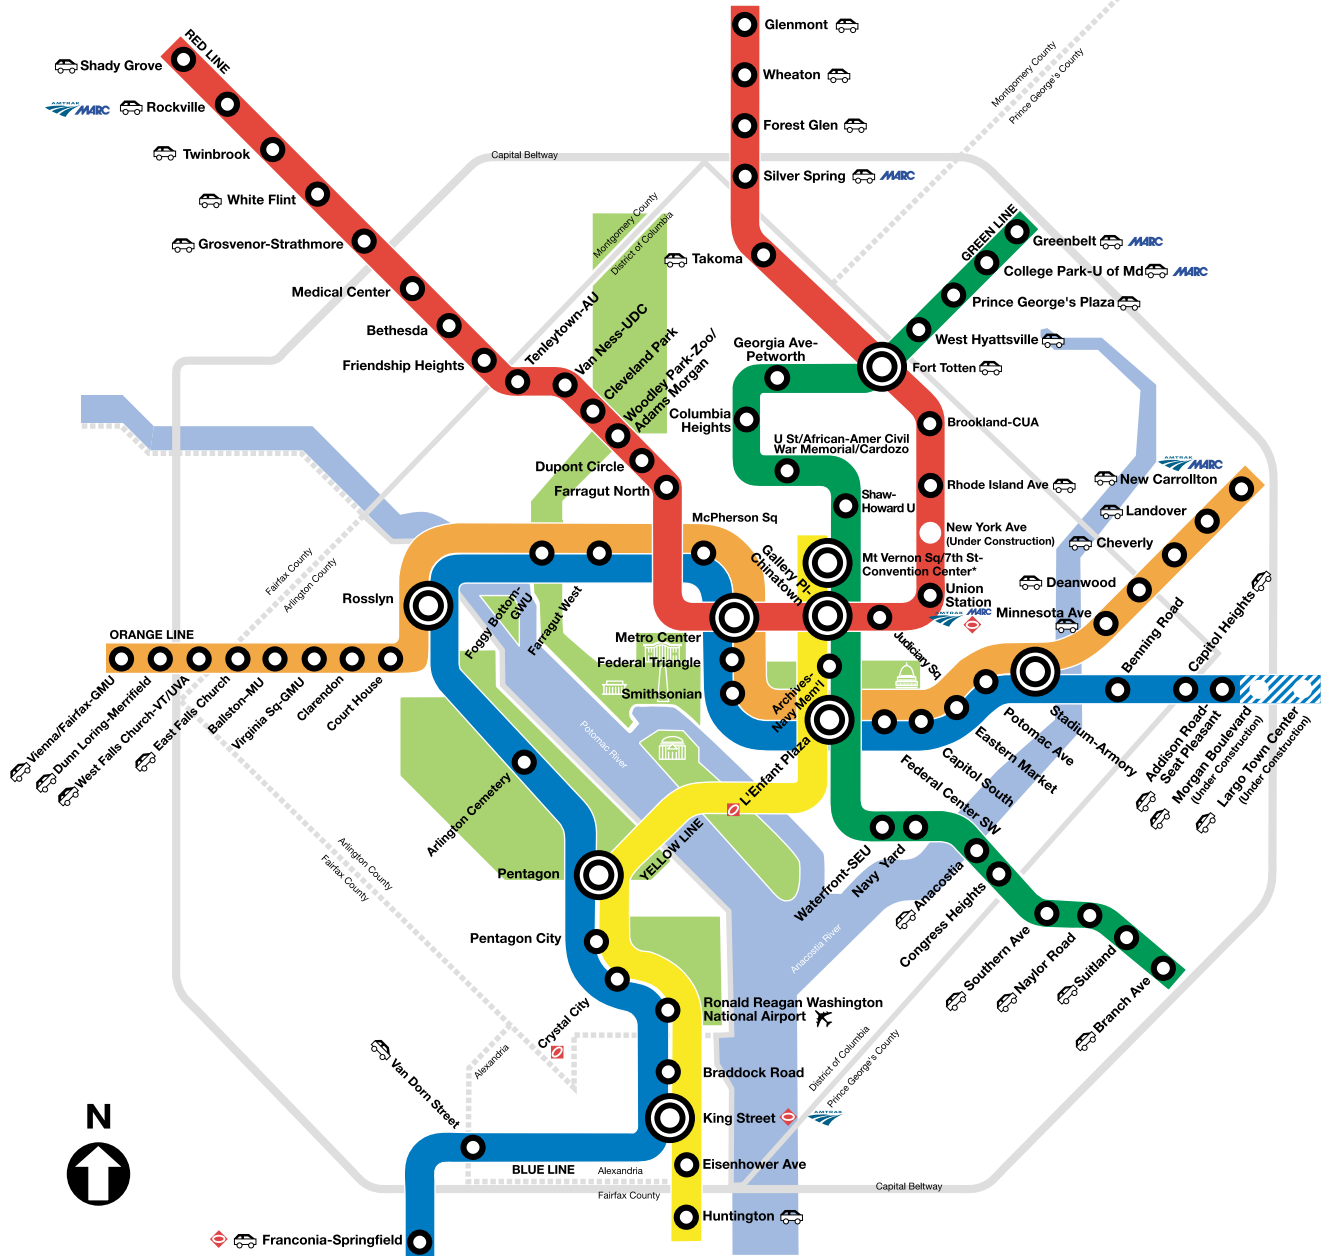 RED LINE
Shady Grove
AMTRAK
MARC
Rockville
Twinbrook
White Flint
Grosvenor-Strathmore
Medical Center
Bethesda
Friendship Heights
Tenleytown-AU
Van Ness-UDC
Cleveland Park
Woodley Park-Zoo/
Adams Morgan
Dupont Circle
Farragut North
Capital Beltway
Montgomery County
District of Columbia
Glenmont
Wheaton
Forest Glen
Silver Spring
MARC
Takoma
Montgomery County
Prince George's County
GREEN LINE
Greenbelt
MARC
College Park-U of Md
MARC
Prince George's Plaza
West Hyattsville
Fort Totten
Georgia Ave-
Petworth
Columbia
Heights
U St/African-Amer Civil
War Memorial/Cardozo
Shaw-
Howard U
Brookland-CUA
Rhode Island Ave
New York Ave
(Under Construction)
Mt Vernon Sq/7th St-
Convention Center*
Union
Station
AMTRAK
MARC
Gallery Pl-
Chinatown
Judiciary Sq
McPherson Sq
Metro Center
Federal Triangle
Smithsonian
Archives-
Navy Mem'l
L'Enfant Plaza
AMTRAK
MARC
New Carrollton
Landover
Cheverly
Deanwood
Minnesota Ave
Benning Road
Capitol Heights
Addison Road-
Seat Pleasant
Morgan Boulevard
(Under Construction)
Largo Town Center
(Under Construction)
Stadium-Armory
Potomac Ave
Eastern Market
Capitol South
Federal Center SW
Fairfax County
Arlington County
Rosslyn
Foggy Bottom-
GWU
Farragut West
ORANGE LINE
Vienna/Fairfax-GMU
Dunn Loring-Merrifield
West Falls Church-VT/UVA
East Falls Church
Ballston-MU
Virginia Sq-GMU
Clarendon
Court House
Potomac River
Arlington Cemetery
Arlington County
Fairfax County
Pentagon
YELLOW LINE
Pentagon City
Crystal City
Ronald Reagan Washington
National Airport
Braddock Road
King Street
AMTRAK
Eisenhower Ave
Huntington
Van Dorn Street
Alexandria
BLUE LINE
Alexandria
Fairfax County
Franconia-Springfield
Waterfront-SEU
Navy Yard
Anacostia
Congress Heights
Southern Ave
Naylor Road
Suitland
Branch Ave
Anacostia River
District of Columbia
Prince George's County
Capital Beltway
N